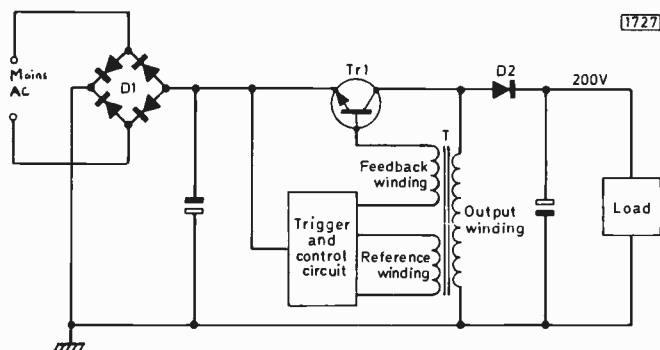 1727
Mains
AC
D1
Tr1
D2
200V
T
Feedback
winding
Trigger
and
control
circuit
Reference
winding
Output
winding
Load